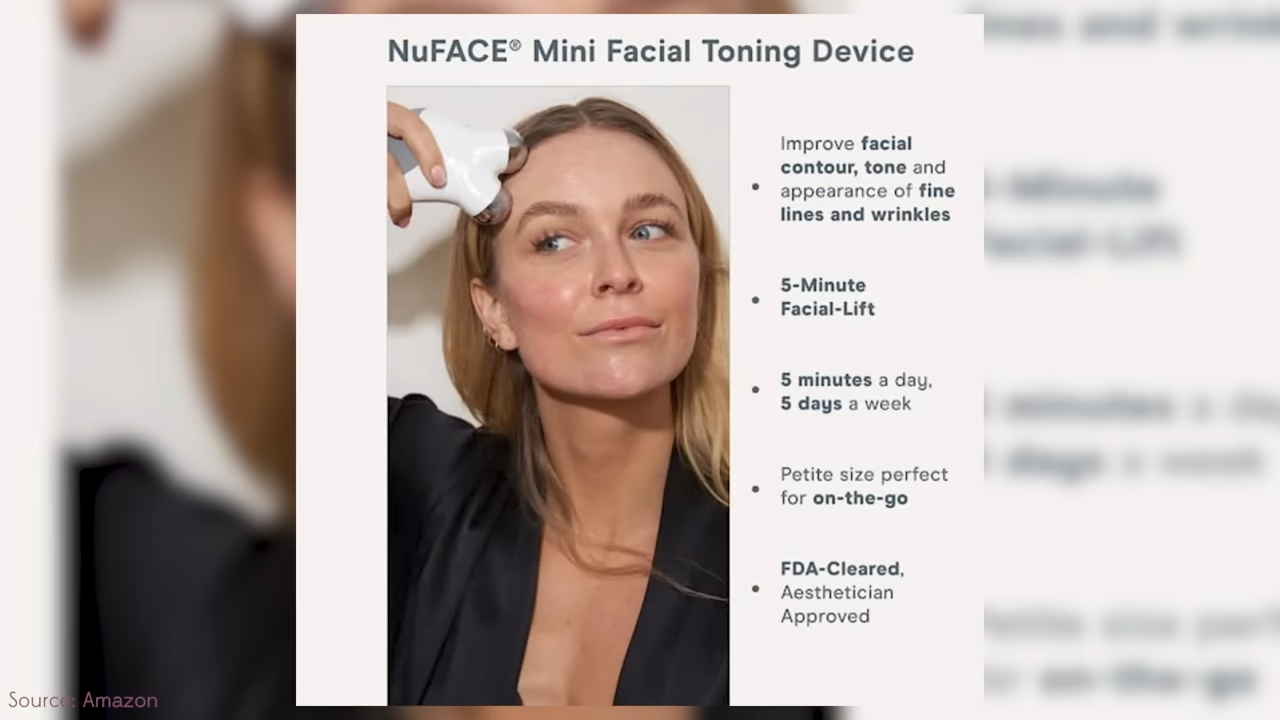 NuFACE® Mini Facial Toning Device
Improve facial
contour, tone and
appearance of fine
lines and wrinkles
5-Minute
Facial-Lift
5 minutes a day,
5 days a week
Petite size perfect
for on-the-go
FDA-Cleared,
Aesthetician
Approved
Source: Amazon